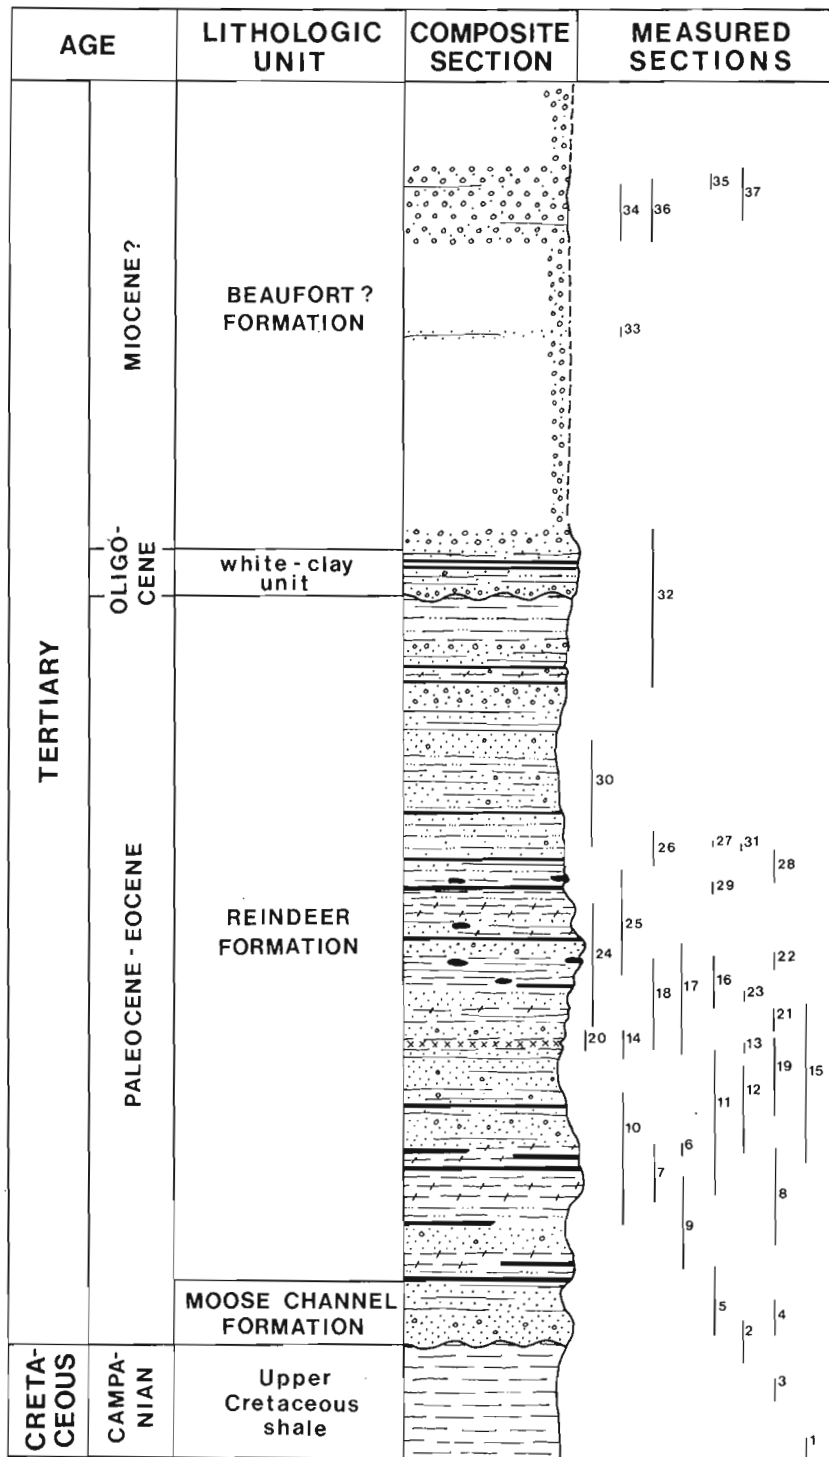 AGE
LITHOLOGIC
UNIT
COMPOSITE
SECTION
MEASURED
SECTIONS
TERTIARY
CRETA-
CEOUS
MIOCENE?
OLIGO-
CENE
PALEOCENE - EOCENE
CAMPA-
NIAN
BEAUFORT ?
FORMATION
white - clay
unit
REINDEER
FORMATION
MOOSE CHANNEL
FORMATION
Upper
Cretaceous
shale
35
37
34
36
33
32
30
27
31
26
28
29
25
24
22
16
17
18
23
21
20
14
13
19
15
12
11
10
6
7
8
9
5
4
2
3
1